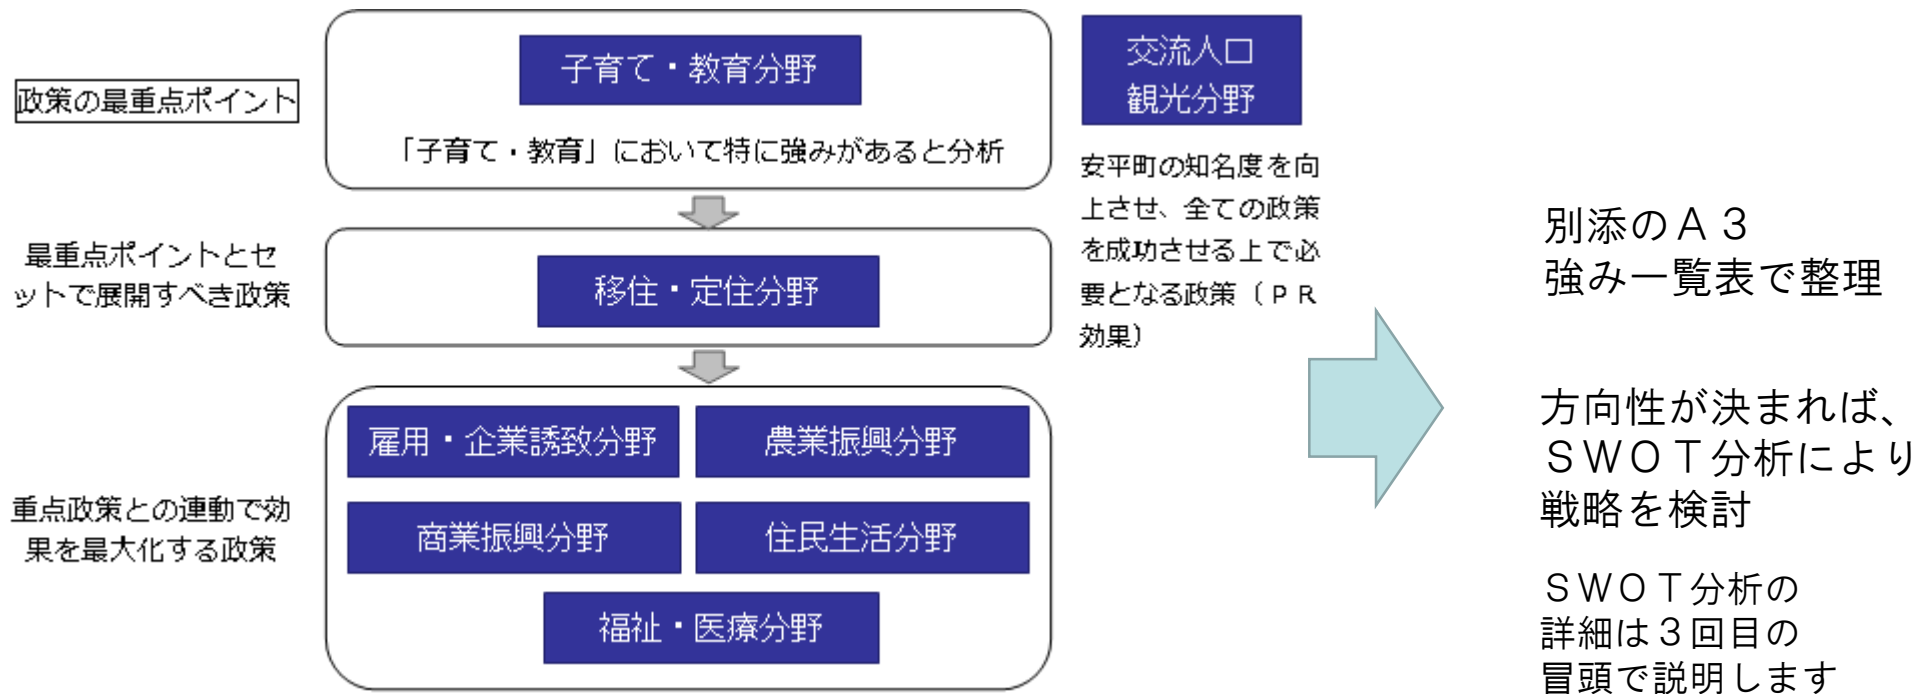 政策の最重点ポイント
子育て・教育分野
「子育て・教育」において特に強みがあると分析
最重点ポイントとセ
ットで展開すべき政策
移住・定住分野
重点政策との連動で効
果を最大化する政策
雇用・企業誘致分野
農業振興分野
商業振興分野
住民生活分野
福祉・医療分野
交流人口
観光分野
安平町の知名度を向
上させ、全ての政策
を成功させる上で必
要となる政策（ＰＲ
効果）
別添のＡ３
強み一覧表で整理
方向性が決まれば、
ＳＷＯＴ分析により
戦略を検討
ＳＷＯＴ分析の
詳細は３回目の
冒頭で説明します